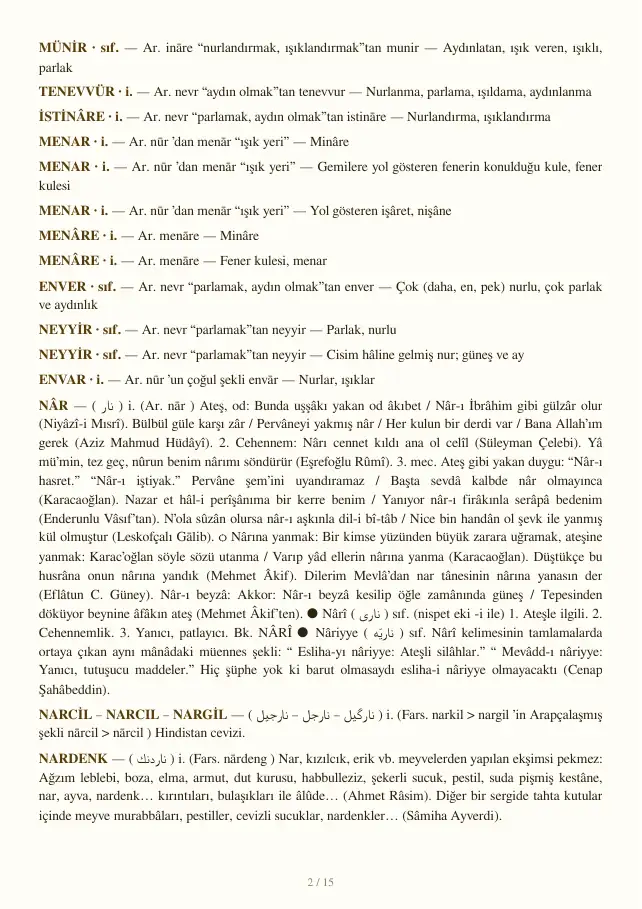 MÜNİR · sıf. — Ar. ināre “nurlandırmak, ışıklandırmak”tan munir — Aydınlatan, ışık veren, ışıklı,
parlak
TENEVVÜR · i. — Ar. nevr “aydın olmak”tan tenevvur — Nurlanma, parlama, ışıldama, aydınlanma
İSTİNÂRE · i. — Ar. nevr “parlamak, aydın olmak”tan istināre — Nurlandırma, ışıklandırma
MENAR · i. — Ar. nūr ’dan menār “ışık yeri” — Minâre
MENAR · i. — Ar. nūr ’dan menār “ışık yeri” — Gemilere yol gösteren fenerin konulduğu kule, fener
kulesi
MENAR · i. — Ar. nūr ’dan menār “ışık yeri” — Yol gösteren işâret, nişâne
MENÂRE · i. — Ar. menāre — Minâre
MENÂRE · i. — Ar. menāre — Fener kulesi, menar
ENVER · sıf. — Ar. nevr “parlamak, aydın olmak”tan enver — Çok (daha, en, pek) nurlu, çok parlak
ve aydınlık
NEYYİR · sıf. — Ar. nevr “parlamak”tan neyyir — Parlak, nurlu
NEYYİR · sıf. — Ar. nevr “parlamak”tan neyyir — Cisim hâline gelmiş nur; güneş ve ay
ENVAR · i. — Ar. nūr ’un çoğul şekli envār — Nurlar, ışıklar
NÂR — ( نار ) i. (Ar. nār ) Ateş, od: Bunda uşşâkı yakan od âkıbet / Nâr-ı İbrâhim gibi gülzâr olur
(Niyâzî-i Mısrî). Bülbül güle karşı zâr / Pervâneyi yakmış nâr / Her kulun bir derdi var / Bana Allah’ım
gerek (Aziz Mahmud Hüdâyî). 2. Cehennem: Nârı cennet kıldı ana ol celîl (Süleyman Çelebi). Yâ
mü’min, tez geç, nûrun benim nârımı söndürür (Eşrefoğlu Rûmî). 3. mec. Ateş gibi yakan duygu: “Nâr-ı
hasret.” “Nâr-ı iştiyak.” Pervâne şem’ini uyandıramaz / Başta sevdâ kalbde nâr olmayınca
(Karacaoğlan). Nazar et hâl-i perîşânıma bir kerre benim / Yanıyor nâr-ı firâkınla serâpâ bedenim
(Enderunlu Vâsıf’tan). N’ola sûzân olursa nâr-ı aşkınla dil-i bî-tâb / Nice bin handân ol şevk ile yanmış
kül olmuştur (Leskofçalı Gālib). ○ Nârına yanmak: Bir kimse yüzünden büyük zarara uğramak, ateşine
yanmak: Karac’oğlan söyle sözü utanma / Varıp yâd ellerin nârına yanma (Karacaoğlan). Düştükçe bu
husrâna onun nârına yandık (Mehmet Âkif). Dilerim Mevlâ’dan nar tânesinin nârına yanasın der
(Eflâtun C. Güney). Nâr-ı beyzâ: Akkor: Nâr-ı beyzâ kesilip öğle zamânında güneş / Tepesinden
döküyor beynine âfâkın ateş (Mehmet Âkif’ten). ● Nârî ( نارى ) sıf. (nispet eki -i ile) 1. Ateşle ilgili. 2.
Cehennemlik. 3. Yanıcı, patlayıcı. Bk. NÂRÎ ● Nâriyye ( ناريّه ) sıf. Nârî kelimesinin tamlamalarda
ortaya çıkan aynı mânâdaki müennes şekli: “ Esliha-yı nâriyye: Ateşli silâhlar.” “ Mevâdd-ı nâriyye:
Yanıcı, tutuşucu maddeler.” Hiç şüphe yok ki barut olmasaydı esliha-i nâriyye olmayacaktı (Cenap
Şahâbeddin).
NARCİL – NARCIL – NARGİL — ( نارگيل – نارجل – نارجيل ) i. (Fars. narkil > nargil ’in Arapçalaşmış
şekli nārcil > nārcil ) Hindistan cevizi.
NARDENK — ( ناردنك ) i. (Fars. nārdeng ) Nar, kızılcık, erik vb. meyvelerden yapılan ekşimsi pekmez:
Ağzım leblebi, boza, elma, armut, dut kurusu, habbulleziz, şekerli sucuk, pestil, suda pişmiş kestâne,
nar, ayva, nardenk… kırıntıları, bulaşıkları ile âlûde… (Ahmet Râsim). Diğer bir sergide tahta kutular
içinde meyve murabbâları, pestiller, cevizli sucuklar, nardenkler… (Sâmiha Ayverdi).
2 / 15